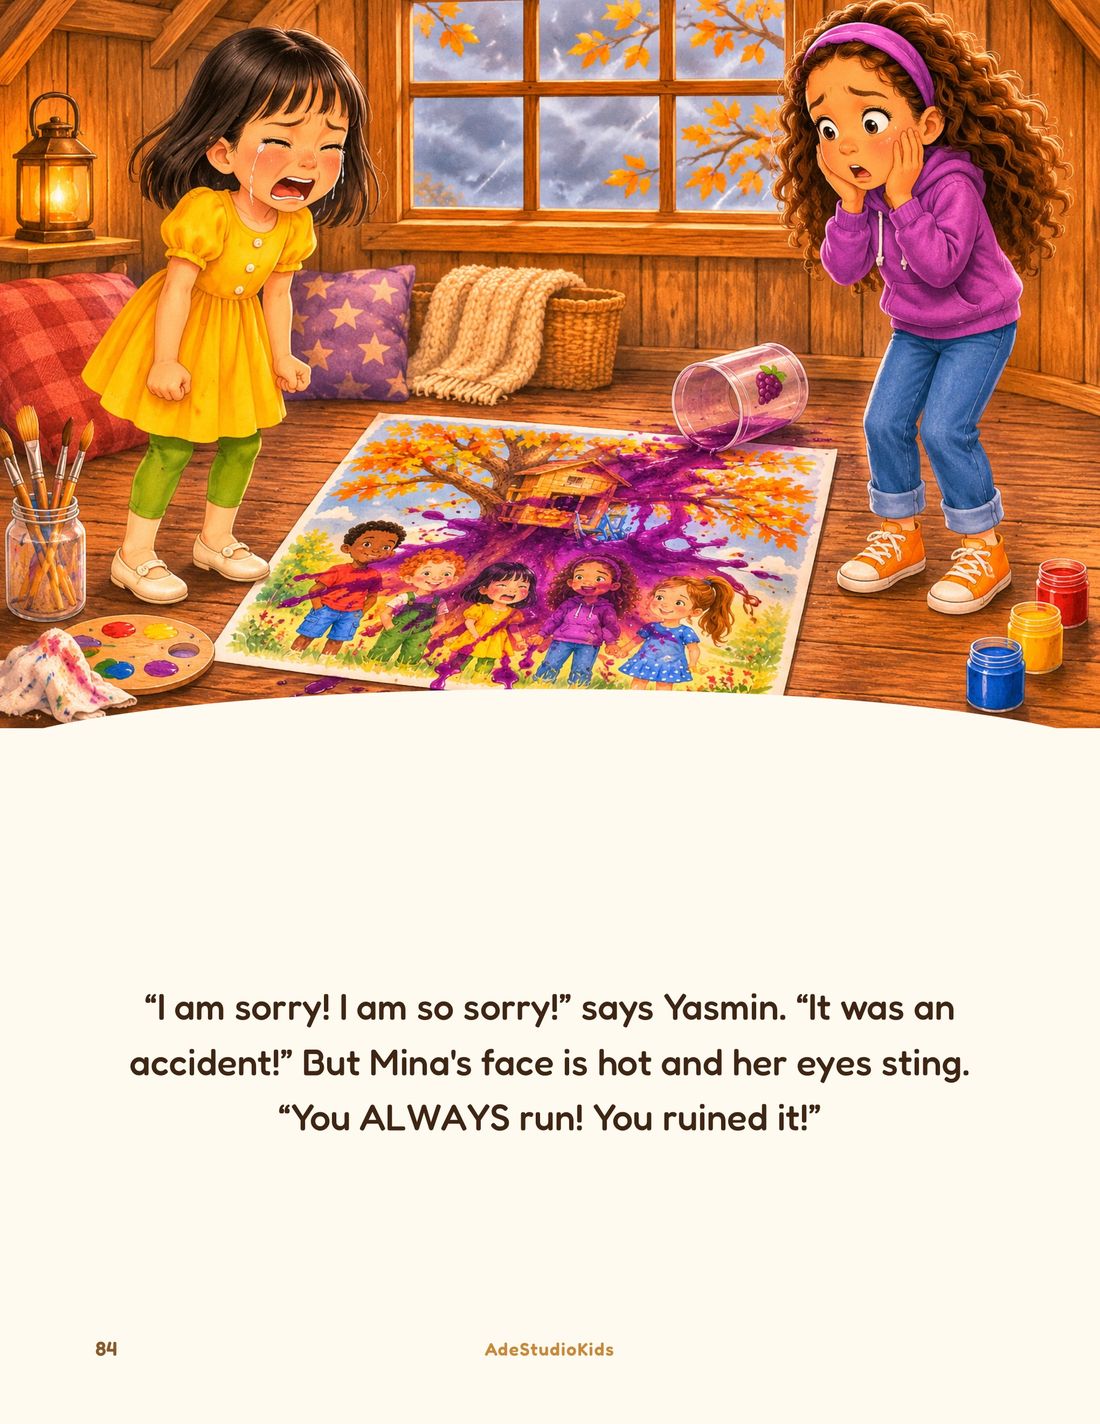 “I am sorry! I am so sorry!” says Yasmin. “It was an
accident!” But Mina's face is hot and her eyes sting.
“You ALWAYS run! You ruined it!”
84
AdeStudioKids